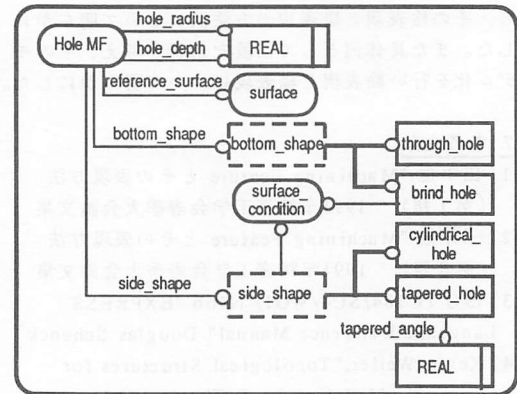 hole_radius
Hole MF
hole_depth
REAL
reference_surface
surface
bottom_shape
bottom_shape
through_hole
surface_
condition
brind_hole
cylindrical_
hole
side_shape
side_shape
tapered_hole
tapered_angle
REAL